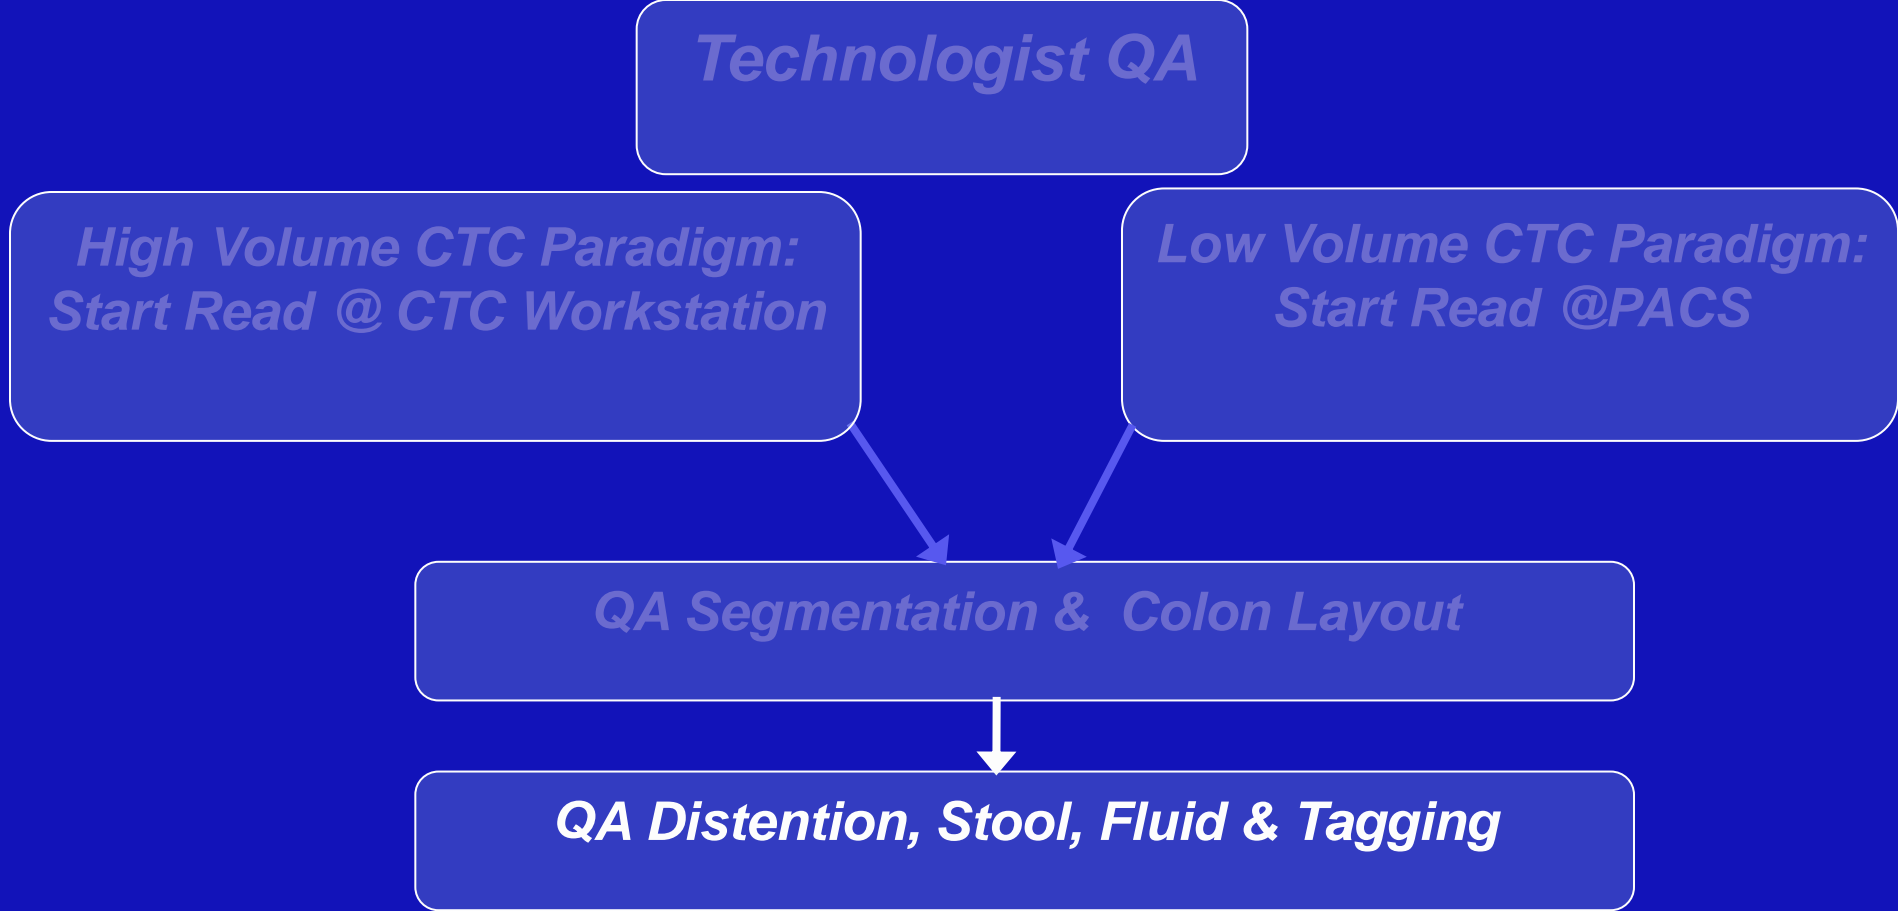 Technologist QA
High Volume CTC Paradigm:
Start Read @ CTC Workstation
Low Volume CTC Paradigm:
Start Read @PACS
QA Segmentation & Colon Layout
QA Distention, Stool, Fluid & Tagging